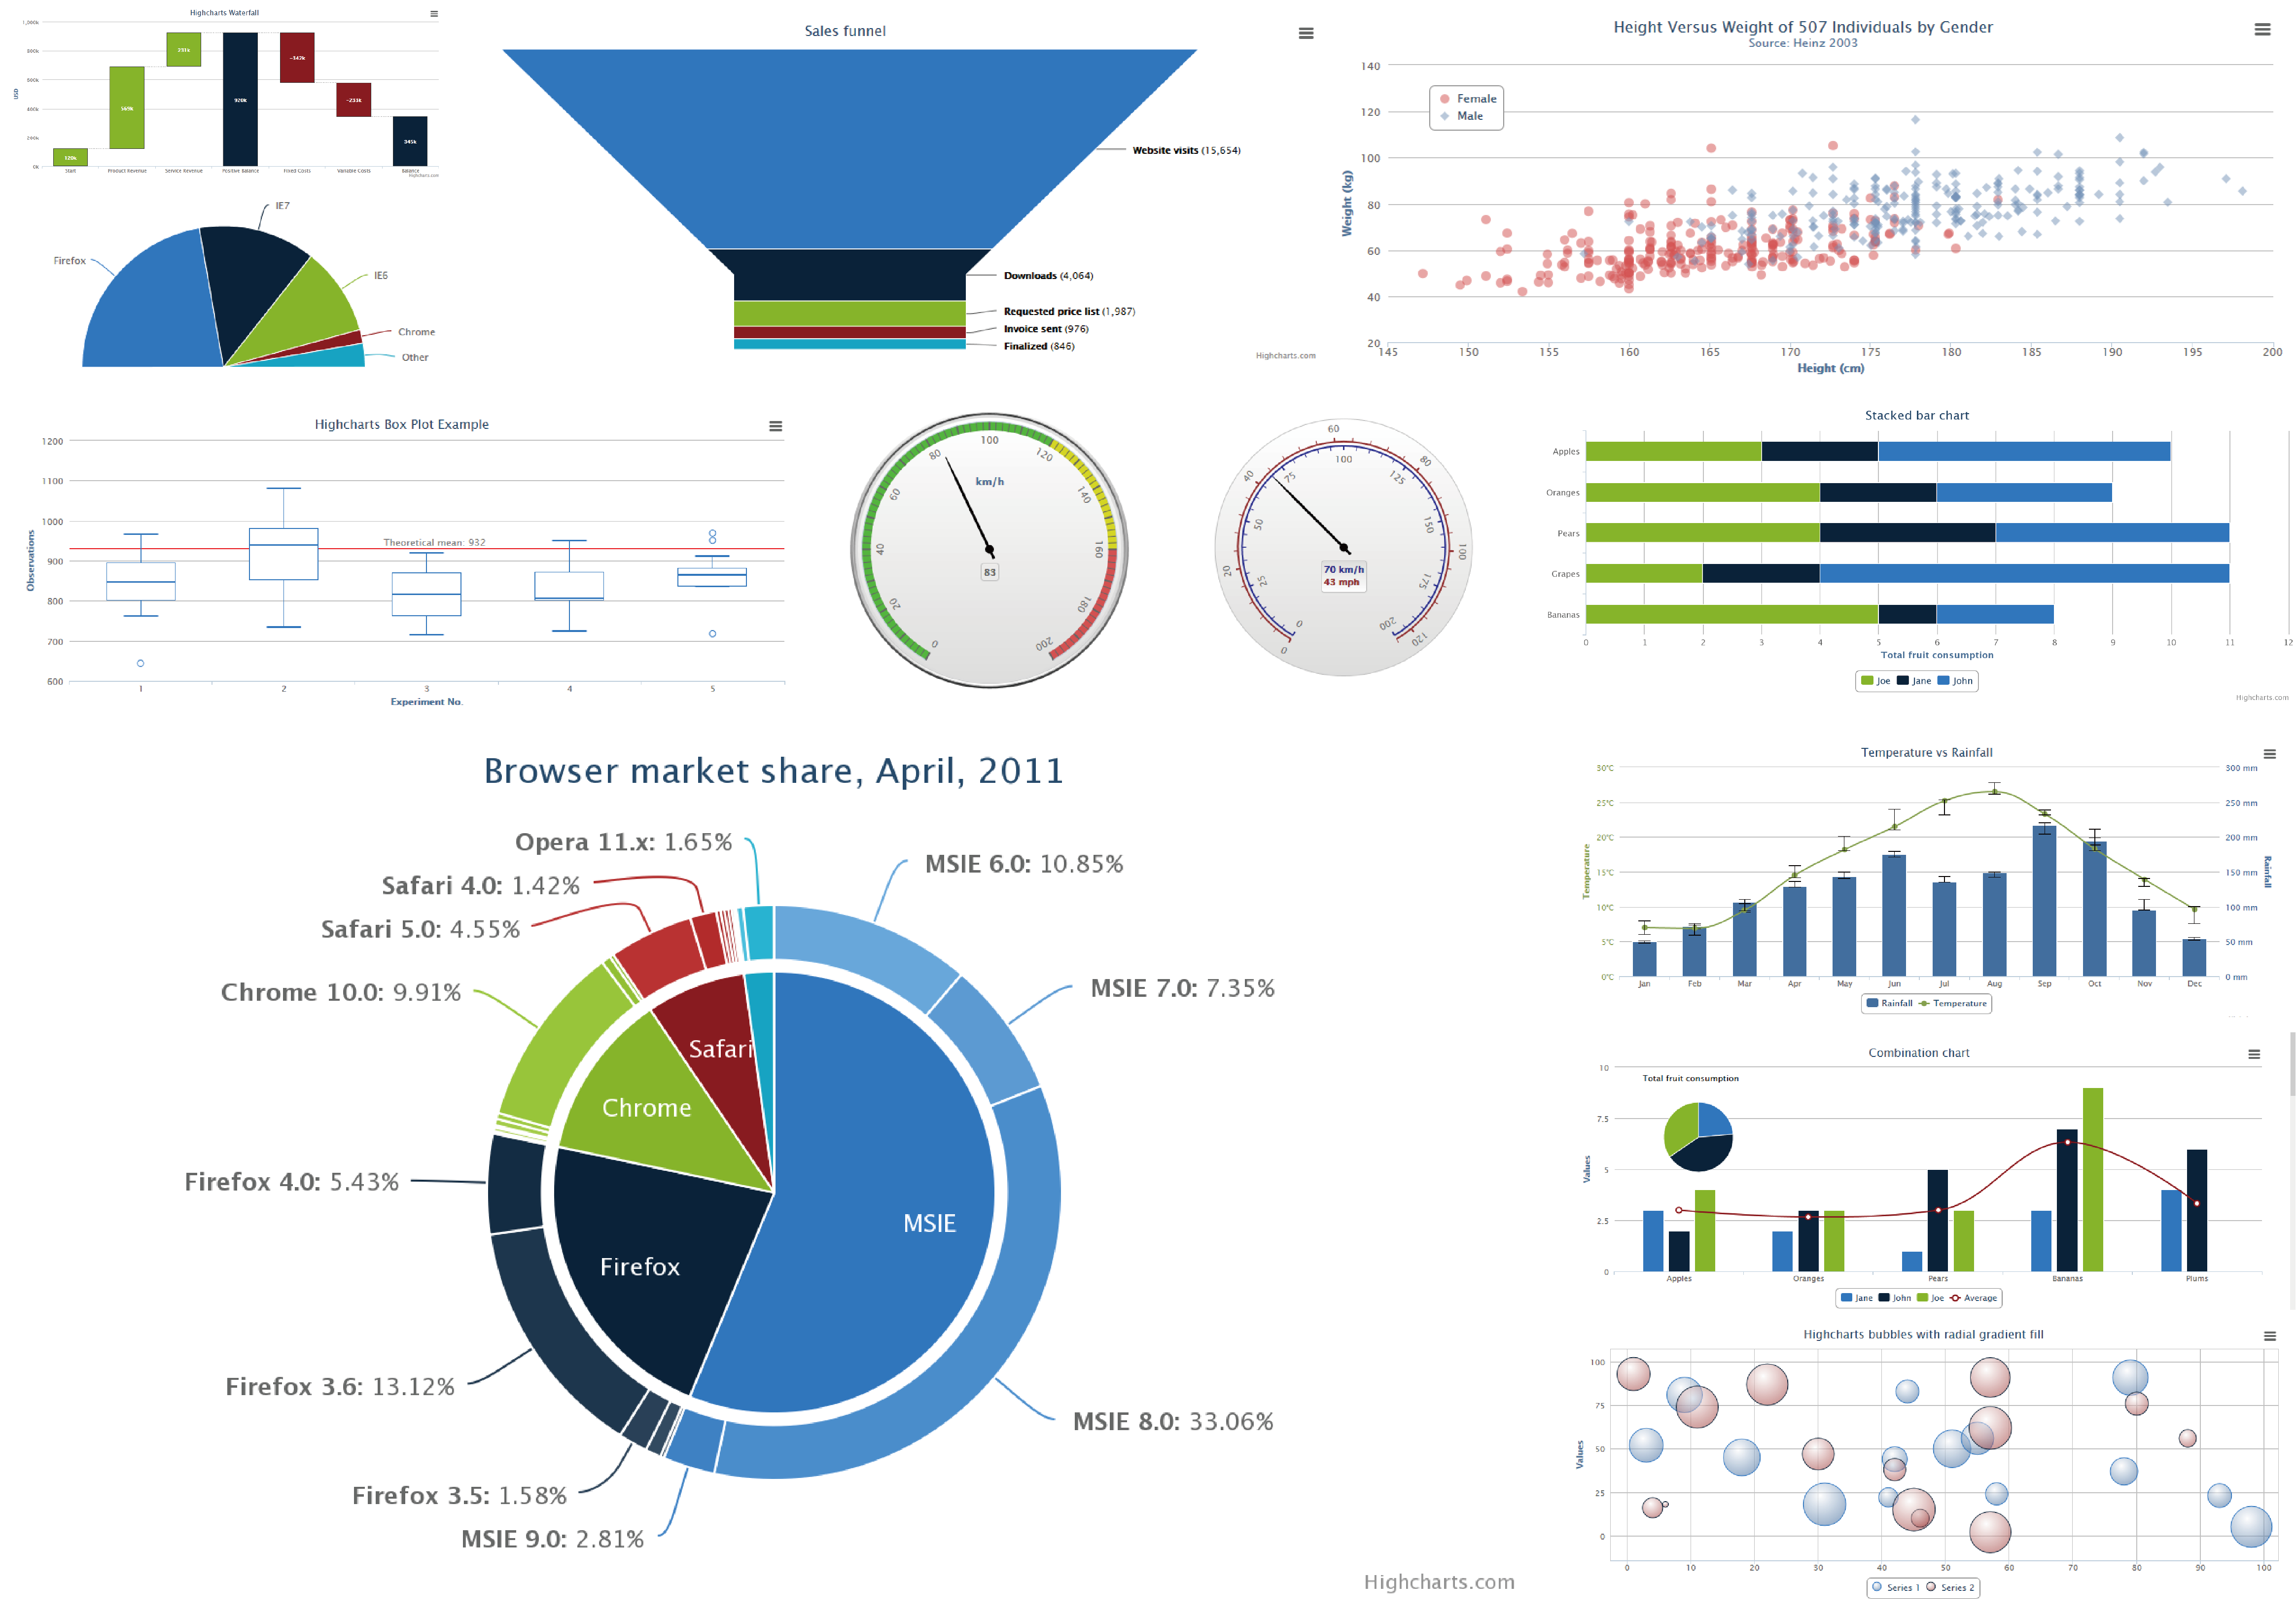 Highcharts Waterfall
1,000k
800k
600k
400k
200k
0k
USD
120k
569k
231k
920k
-342k
-233k
345k
Start
Product Revenue
Service Revenue
Positive Balance
Fixed Costs
Variable Costs
Balance
Highcharts.com
Firefox
IE7
IE6
Chrome
Other
Sales funnel
Website visits (15,654)
Downloads (4,064)
Requested price list (1,987)
Invoice sent (976)
Finalized (846)
Highcharts.com
Height Versus Weight of 507 Individuals by Gender
Source: Heinz 2003
Female
Male
Weight (kg)
140
120
100
80
60
40
20
145 150 155 160 165 170 175 180 185 190 195 200
Height (cm)
Highcharts Box Plot Example
Observations
1200
1100
1000
900
800
700
600
Theoretical mean: 932
1 2 3 4 5
Experiment No.
0 20 40 60 80 100 120 140 160 180 200
km/h
83
0 20 40 60 80 100 120
0 25 50 75 100 125 150 175 200
70 km/h
43 mph
Stacked bar chart
Apples
Oranges
Pears
Grapes
Bananas
0 1 2 3 4 5 6 7 8 9 10 11 12
Total fruit consumption
Joe Jane John
Highcharts.com
Browser market share, April, 2011
Opera 11.x: 1.65%
Safari 4.0: 1.42%
Safari 5.0: 4.55%
Chrome 10.0: 9.91%
Firefox 4.0: 5.43%
Firefox 3.6: 13.12%
Firefox 3.5: 1.58%
MSIE 9.0: 2.81%
MSIE 6.0: 10.85%
MSIE 7.0: 7.35%
MSIE 8.0: 33.06%
Safari
Chrome
Firefox
MSIE
Highcharts.com
Temperature vs Rainfall
Temperature
30°C
25°C
20°C
15°C
10°C
5°C
0°C
300 mm
250 mm
200 mm
150 mm
100 mm
50 mm
0 mm
Rainfall
Jan Feb Mar Apr May Jun Jul Aug Sep Oct Nov Dec
Rainfall Temperature
Combination chart
Total fruit consumption
Values
10
7.5
5
2.5
0
Apples Oranges Pears Bananas Plums
Jane John Joe Average
Highcharts bubbles with radial gradient fill
Values
100
75
50
25
0
0 10 20 30 40 50 60 70 80 90 100
Series 1 Series 2